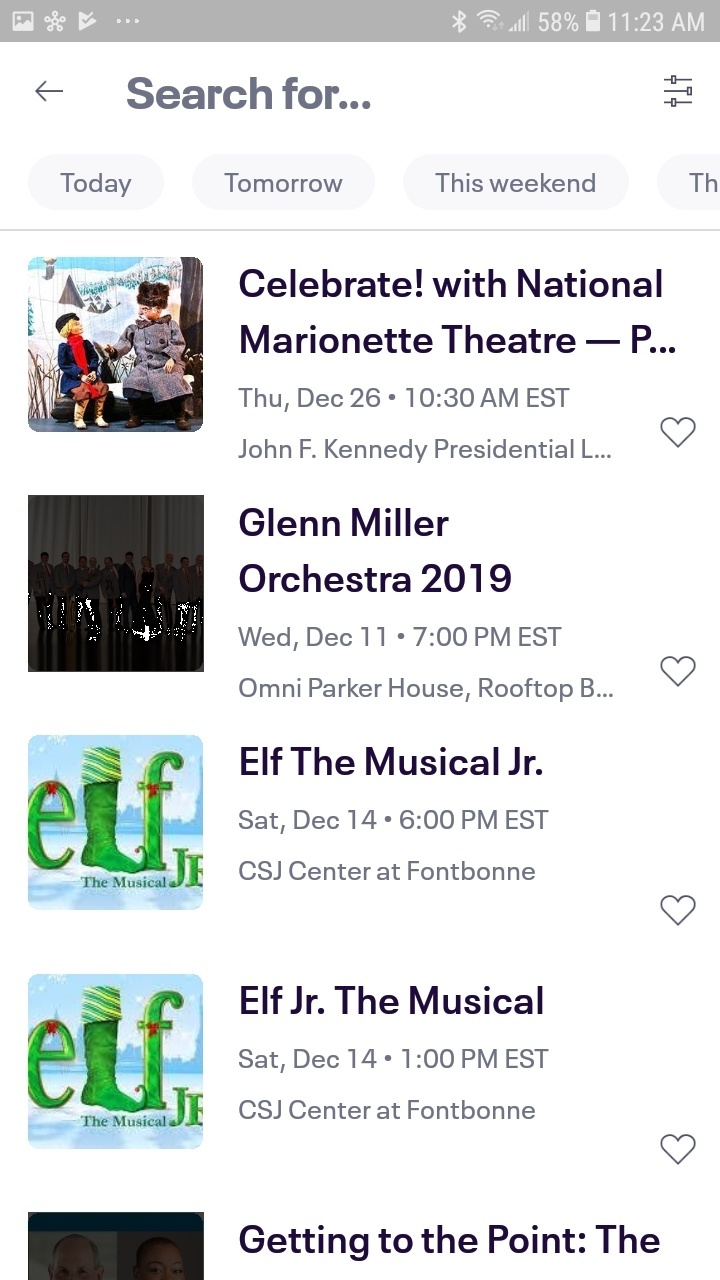 58% 11:23 AM
Search for...
Today
Tomorrow
This weekend
Th
Celebrate! with National
Marionette Theatre — P...
Thu, Dec 26 • 10:30 AM EST
John F. Kennedy Presidential L...
Glenn Miller
Orchestra 2019
Wed, Dec 11 • 7:00 PM EST
Omni Parker House, Rooftop B...
elf
The Musical JR
Elf The Musical Jr.
Sat, Dec 14 • 6:00 PM EST
CSJ Center at Fontbonne
elf
The Musical JR
Elf Jr. The Musical
Sat, Dec 14 • 1:00 PM EST
CSJ Center at Fontbonne
Getting to the Point: The